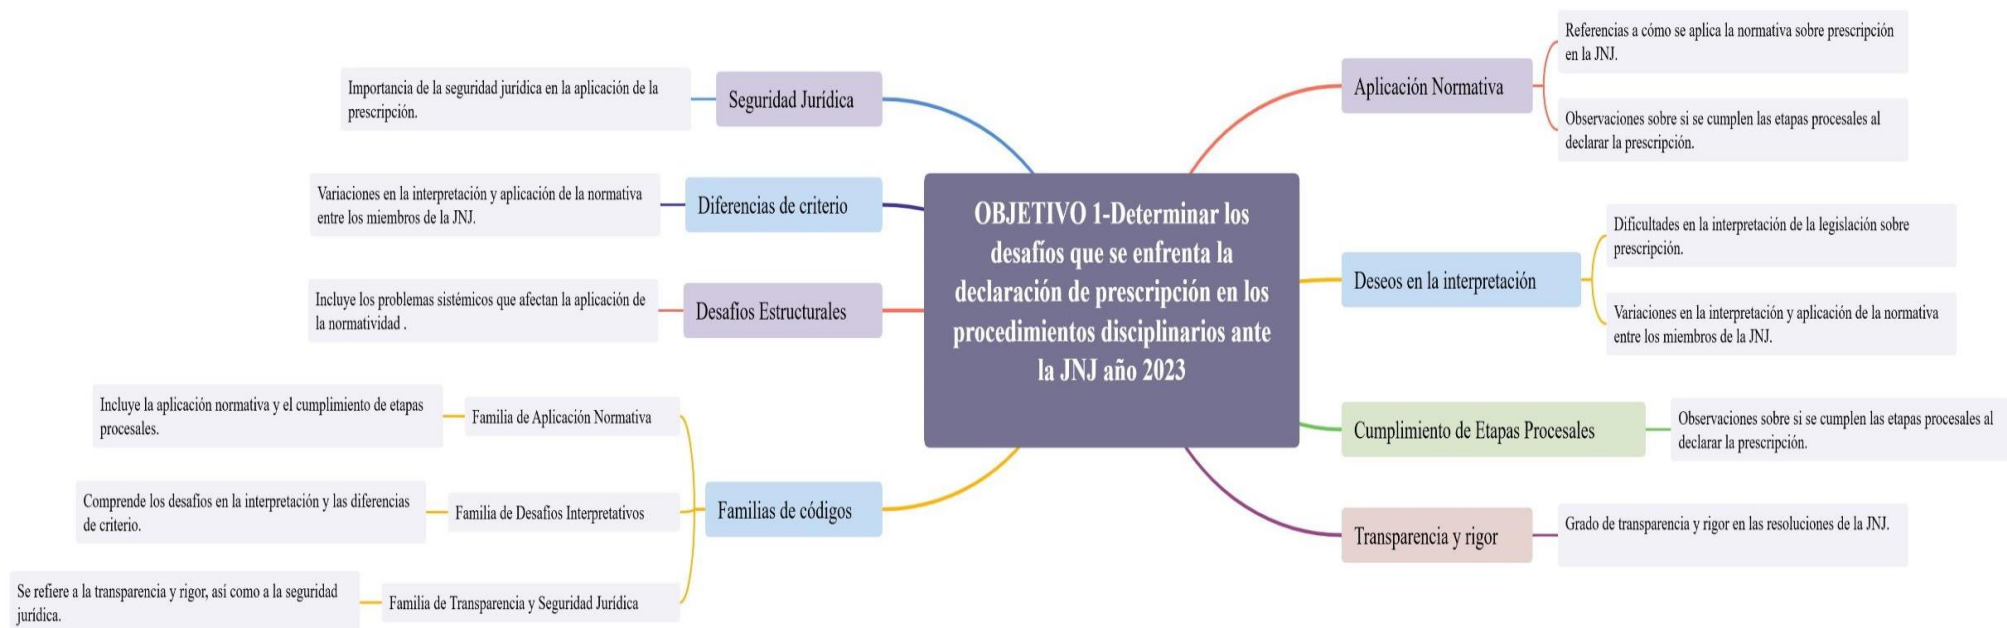 OBJETIVO 1-Determinar los
desafíos que se enfrenta la
declaración de prescripción en los
procedimientos disciplinarios ante
la JNJ año 2023
Aplicación Normativa
Referencias a cómo se aplica la normativa sobre prescripción
en la JNJ.
Observaciones sobre si se cumplen las etapas procesales al
declarar la prescripción.
Deseos en la interpretación
Dificultades en la interpretación de la legislación sobre
prescripción.
Variaciones en la interpretación y aplicación de la normativa
entre los miembros de la JNJ.
Cumplimiento de Etapas Procesales
Observaciones sobre si se cumplen las etapas procesales al
declarar la prescripción.
Transparencia y rigor
Grado de transparencia y rigor en las resoluciones de la JNJ.
Seguridad Jurídica
Importancia de la seguridad jurídica en la aplicación de la
prescripción.
Diferencias de criterio
Variaciones en la interpretación y aplicación de la normativa
entre los miembros de la JNJ.
Desafíos Estructurales
Incluye los problemas sistémicos que afectan la aplicación de
la normatividad .
Familias de códigos
Familia de Aplicación Normativa
Incluye la aplicación normativa y el cumplimiento de etapas
procesales.
Familia de Desafíos Interpretativos
Comprende los desafíos en la interpretación y las diferencias
de criterio.
Familia de Transparencia y Seguridad Jurídica
Se refiere a la transparencia y rigor, así como a la seguridad
jurídica.